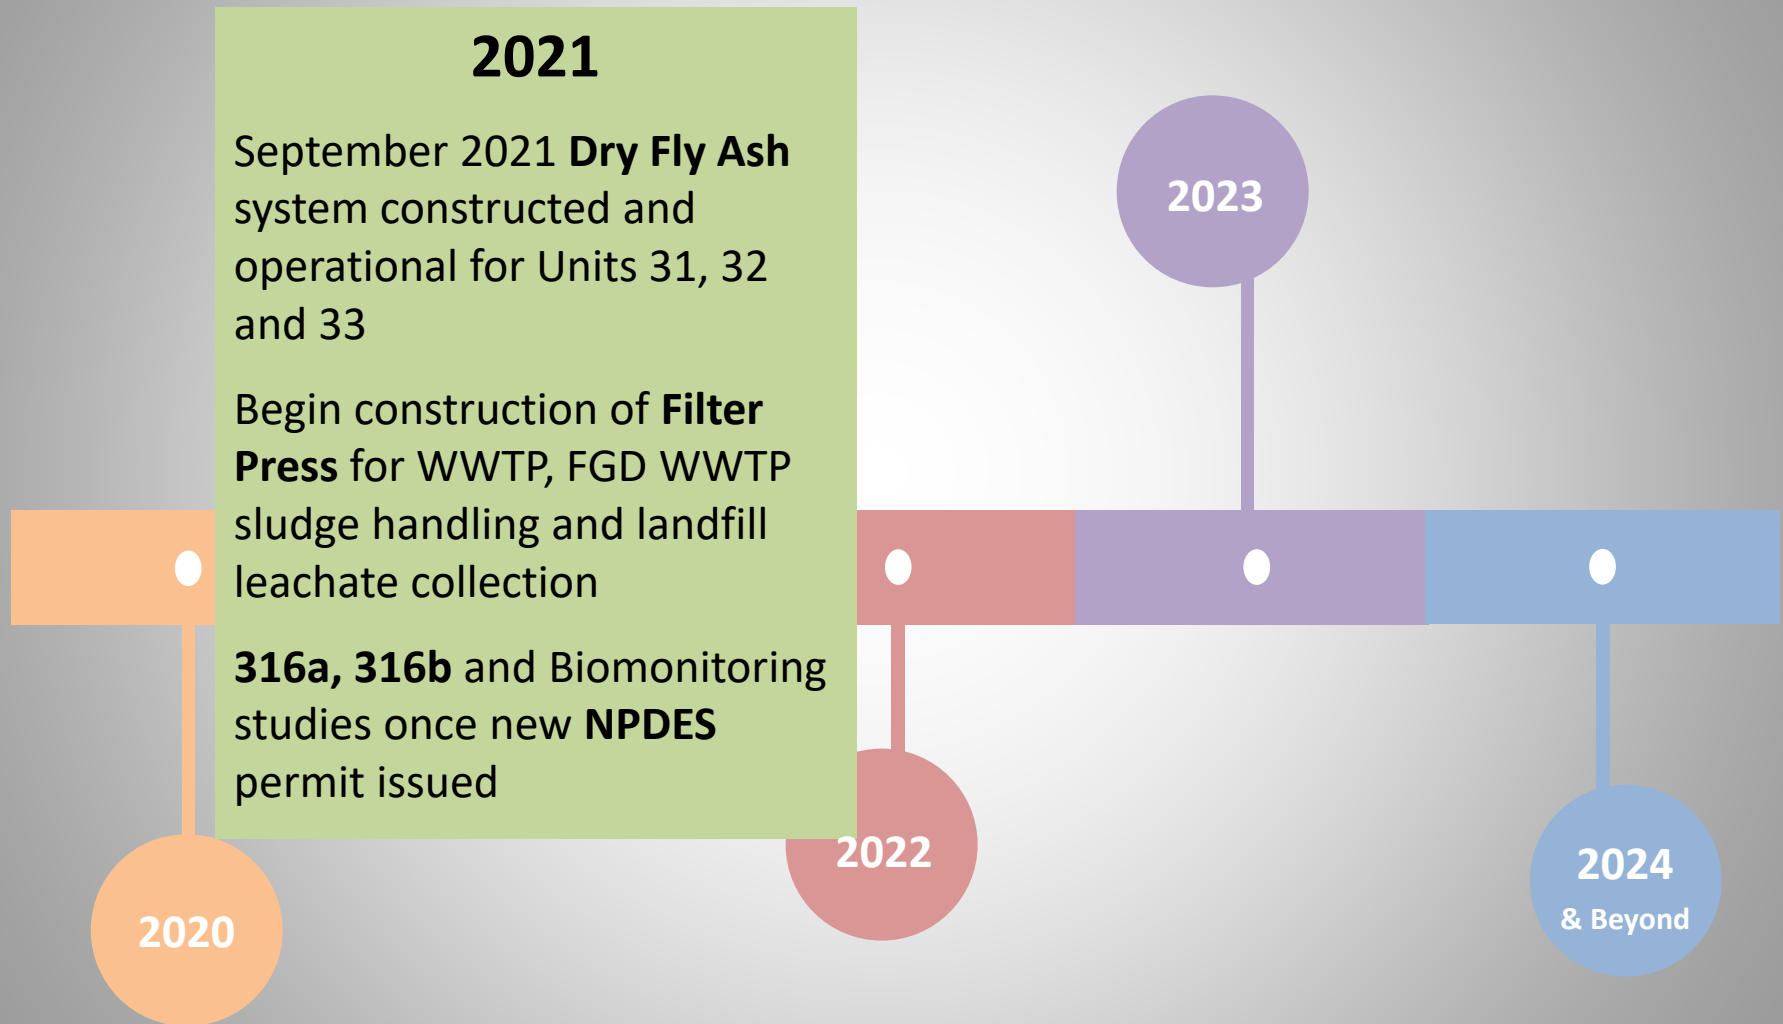 2021
September 2021 Dry Fly Ash
system constructed and
operational for Units 31, 32
and 33
Begin construction of Filter
Press for WWTP, FGD WWTP
sludge handling and landfill
leachate collection
316a, 316b and Biomonitoring
studies once new NPDES
permit issued
2023
2022
2024
& Beyond
2020